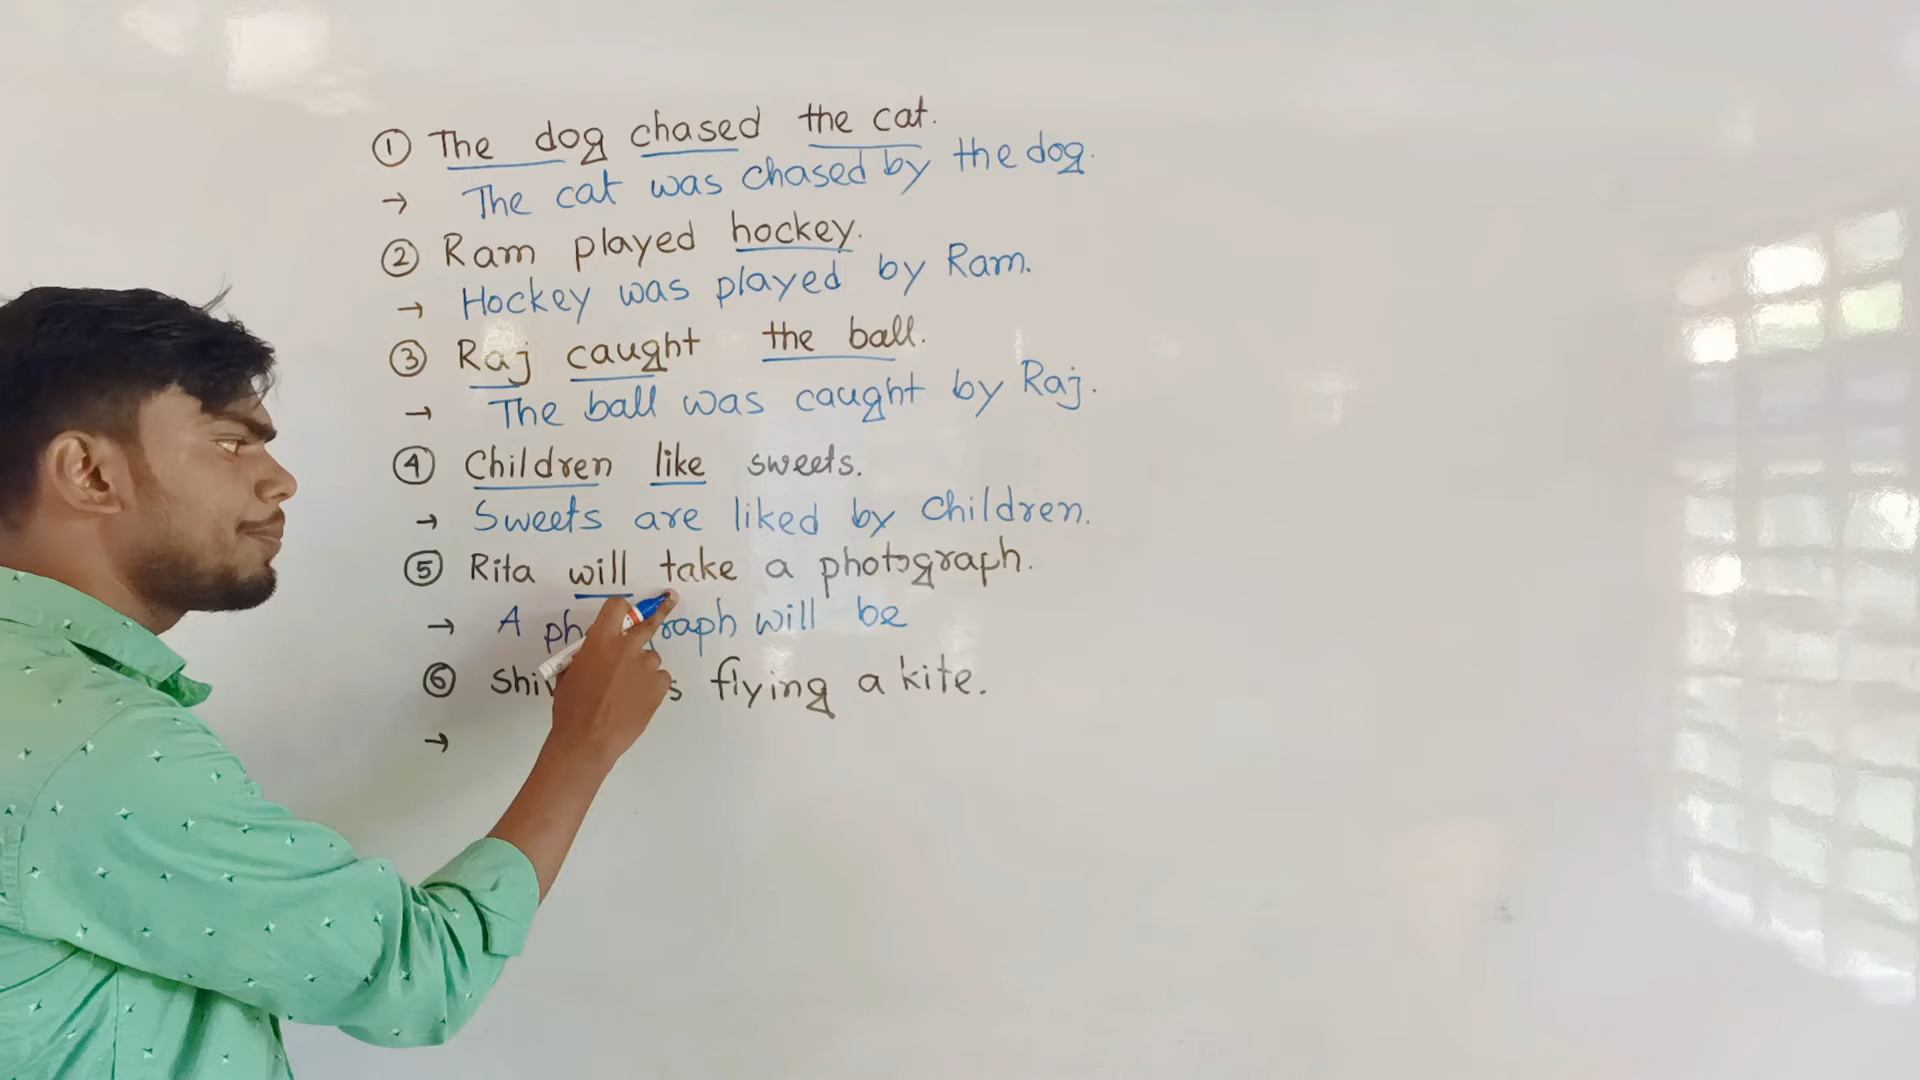 ① The dog chased the cat.
→ The cat was chased by the dog.
② Ram played hockey.
→ Hockey was played by Ram.
③ Raj caught the ball.
→ The ball was caught by Raj.
④ Children like sweets.
→ Sweets are liked by Children.
⑤ Rita will take a photograph.
→ A will be
⑥ flying a kite.
→